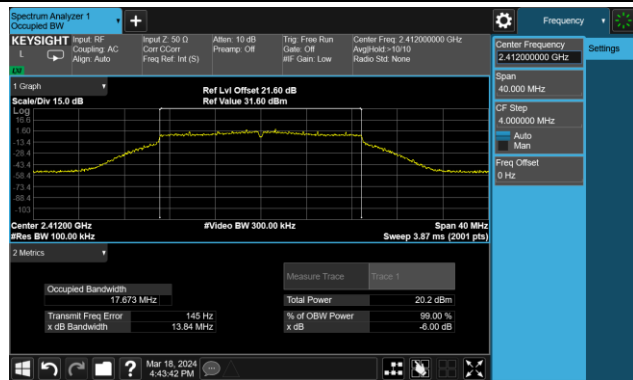 Spectrum Analyzer 1
Occupied BW
Frequency
KEYSIGHT
L
Input: RF
Coupling: AC
Align: Auto
Input Z: 50 Ω
Corr CCorr
Freq Ref: Int (S)
Atten: 10 dB
Preamp: Off
Trig: Free Run
Gate: Off
#IF Gain: Low
Center Freq: 2.412000000 GHz
Avg|Hold:>10/10
Radio Std: None
LVI
Center Frequency
2.412000000 GHz
Settings
Span
40.000 MHz
CF Step
4.000000 MHz
Auto
Man
Freq Offset
0 Hz
1 Graph
Scale/Div 15.0 dB
Ref Lvl Offset 21.60 dB
Ref Value 31.60 dBm
Log
16.6
1.60
-13.4
-28.4
-43.4
-58.4
-73.4
-88.4
-103
Center 2.41200 GHz
#Res BW 100.00 kHz
#Video BW 300.00 kHz
Span 40 MHz
Sweep 3.87 ms (2001 pts)
2 Metrics
Measure Trace
Trace 1
Occupied Bandwidth
17.673 MHz
Total Power
20.2 dBm
Transmit Freq Error
145 Hz
% of OBW Power
99.00 %
x dB Bandwidth
13.84 MHz
x dB
-6.00 dB
?
Mar 18, 2024
4:43:42 PM